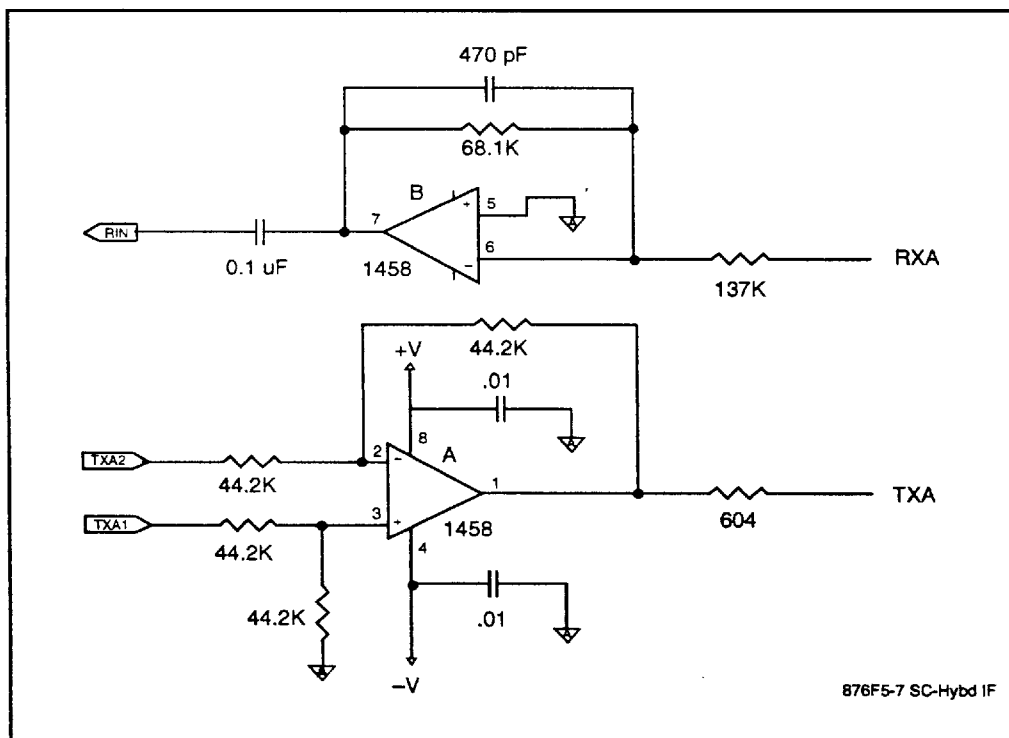 470 pF
68.1K
B
+
5
7
A
RIN
6
−
0.1 uF
1458
137K
RXA
44.2K
+V
.01
8
A
TXA2
2
−
A
44.2K
1
TXA
TXA1
3
+
1458
604
44.2K
4
44.2K
.01
A
A
−V
876F5-7 SC-Hybd IF